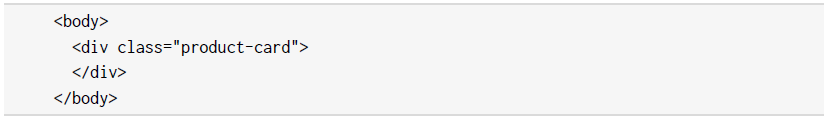 <body>
<div class="product-card">
</div>
</body>